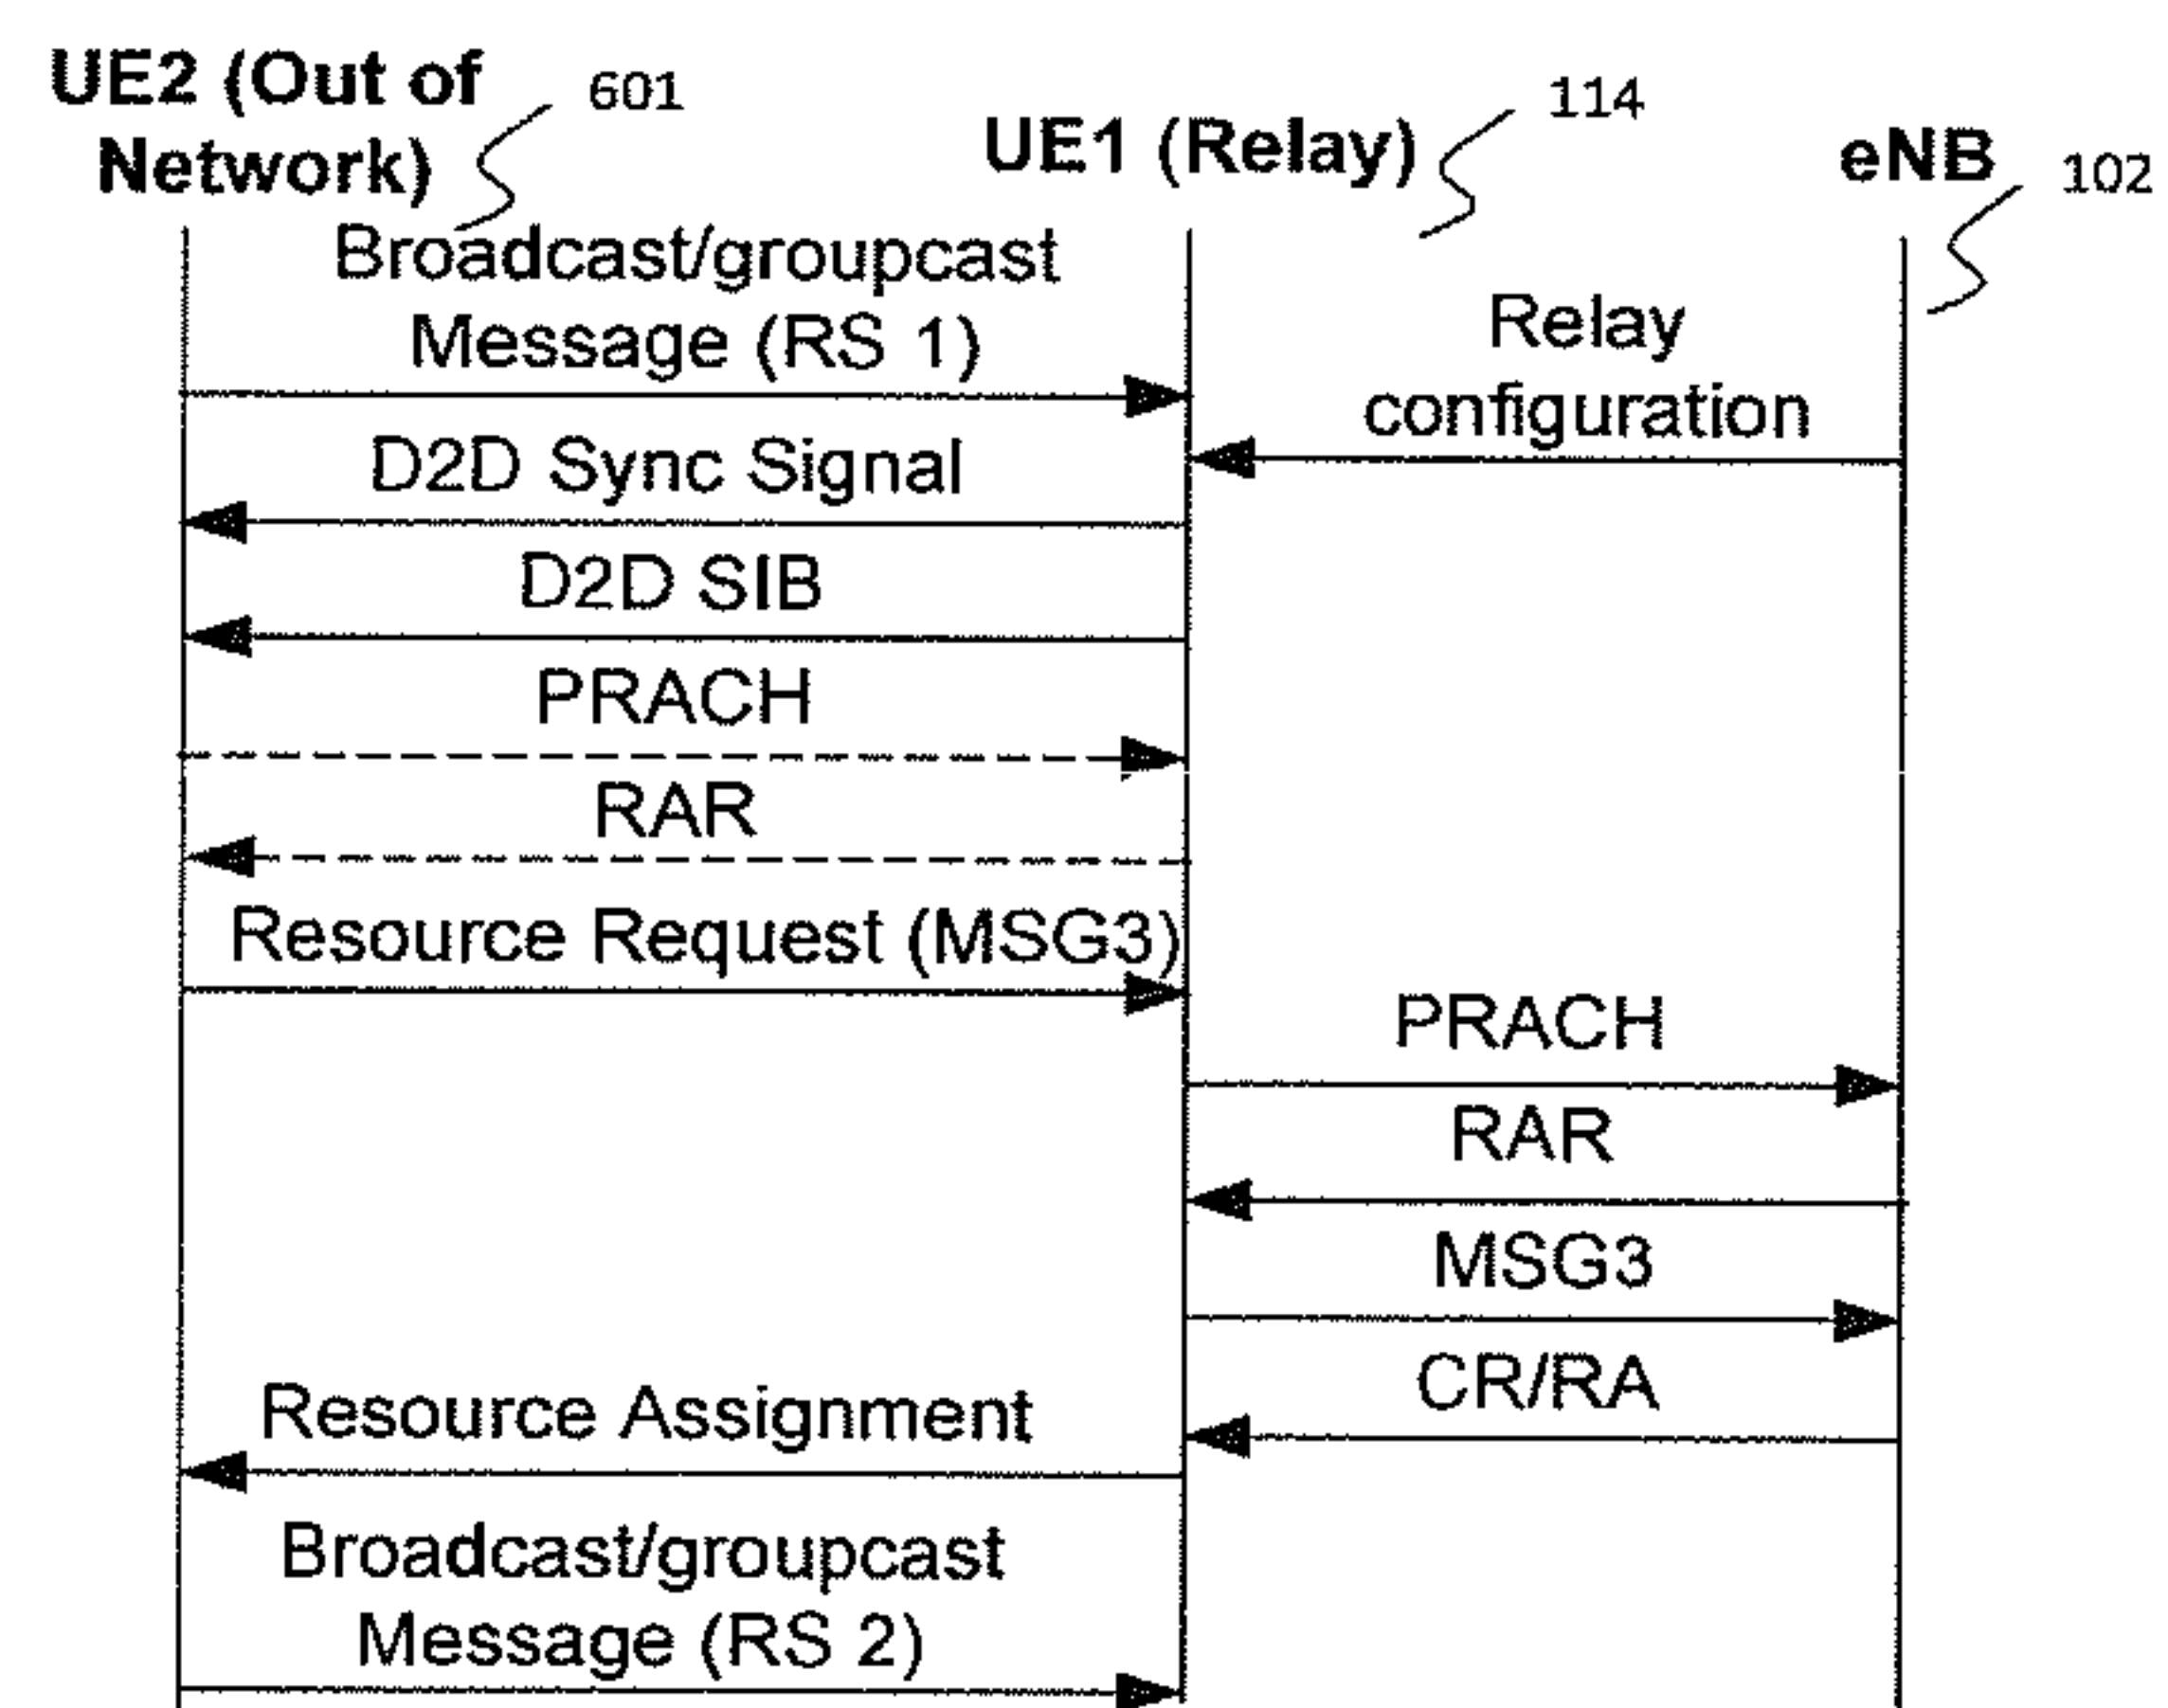 UE2 (Out of
Network)
601
UE1 (Relay)
114
eNB
102
Broadcast/groupcast
Message (RS 1)
Relay
configuration
D2D Sync Signal
D2D SIB
PRACH
RAR
Resource Request (MSG3)
PRACH
RAR
MSG3
CR/RA
Resource Assignment
Broadcast/groupcast
Message (RS 2)